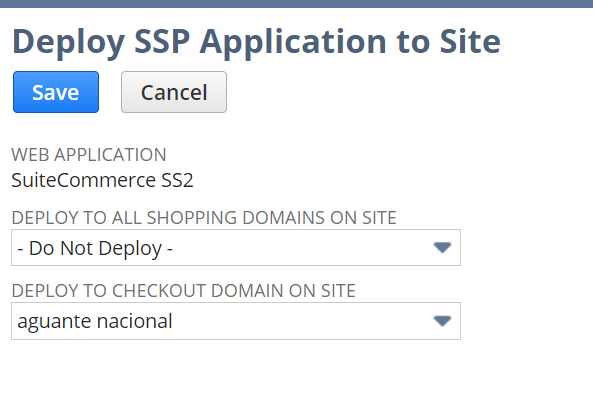 Deploy SSP Application to Site
Save Cancel
WEB APPLICATION
SuiteCommerce SS2
DEPLOY TO ALL SHOPPING DOMAINS ON SITE
- Do Not Deploy -
DEPLOY TO CHECKOUT DOMAIN ON SITE
aguante nacional